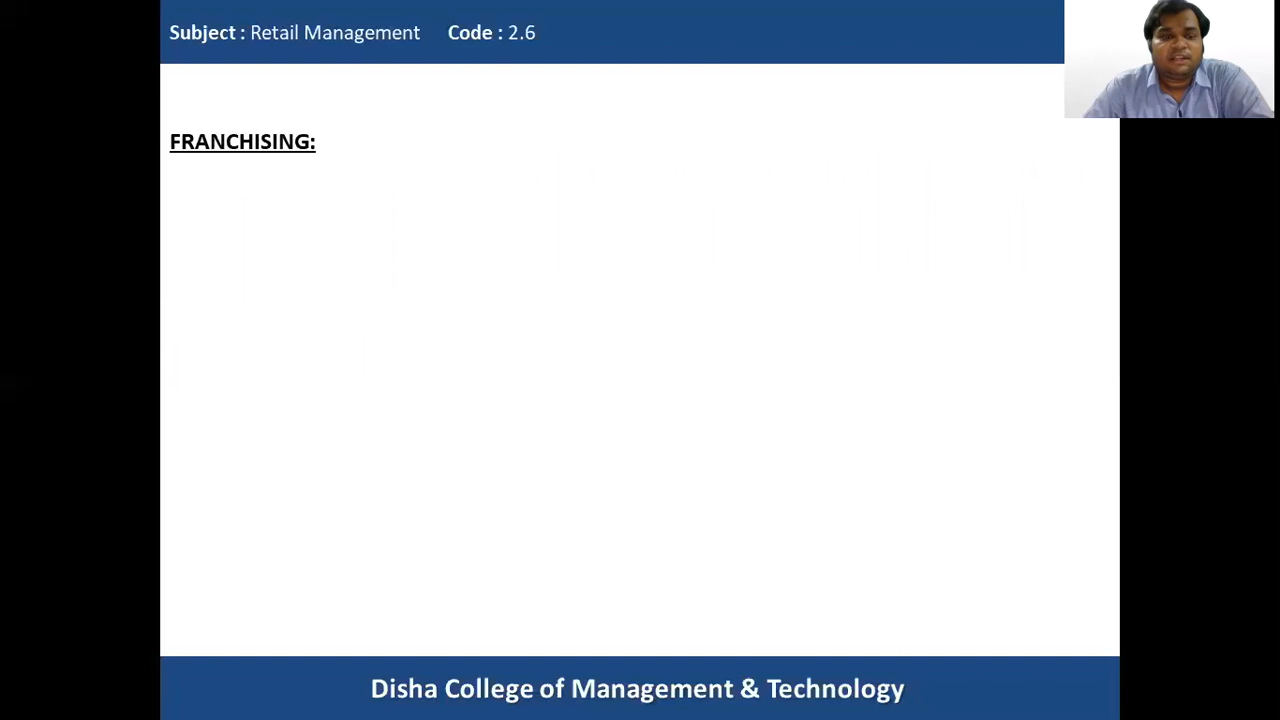 Subject : Retail Management Code : 2.6
FRANCHISING:
Disha College of Management & Technology